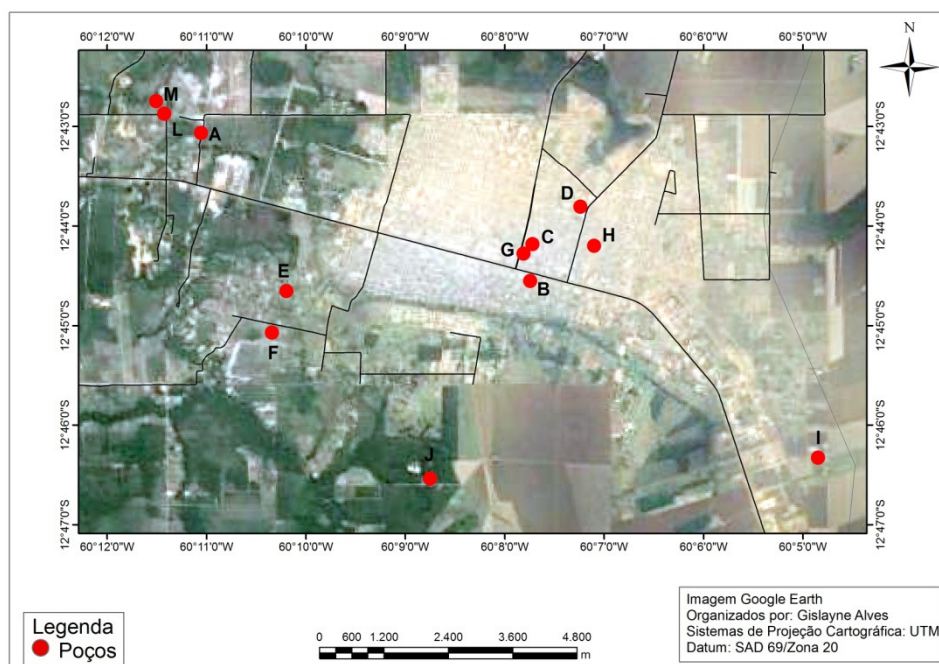 60°12'0"W 60°11'0"W 60°10'0"W 60°9'0"W 60°8'0"W 60°7'0"W 60°6'0"W 60°5'0"W
N
M
L
A
12°43'0"S 12°43'0"S
D
C
H
G
12°44'0"S 12°44'0"S
B
E
12°45'0"S 12°45'0"S
F
12°46'0"S 12°46'0"S
I
J
12°47'0"S 12°47'0"S
60°12'0"W 60°11'0"W 60°10'0"W 60°9'0"W 60°8'0"W 60°7'0"W 60°6'0"W 60°5'0"W
Legenda
Poços
0 600 1.200 2.400 3.600 4.800
m
Imagem Google Earth
Organizados por: Gislayne Alves
Sistemas de Projeção Cartográfica: UTM
Datum: SAD 69/Zona 20